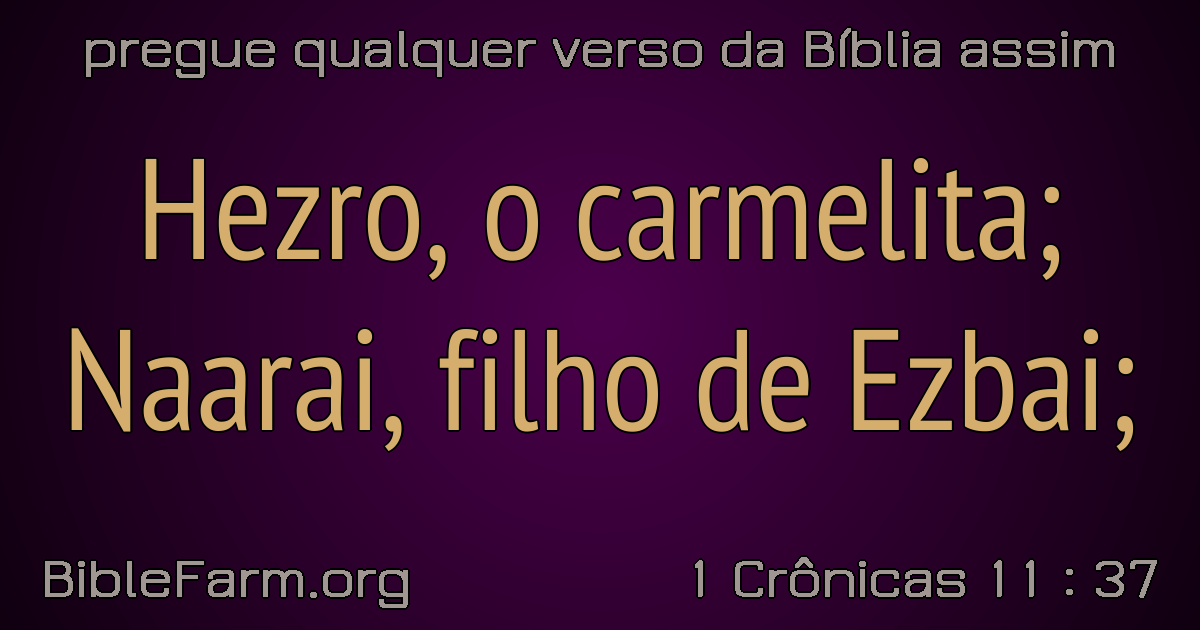 pregue qualquer verso da Bíblia assim
Hezro, o carmelita;
Naarai, filho de Ezbai;
BibleFarm.org
1 Crônicas 11 : 37